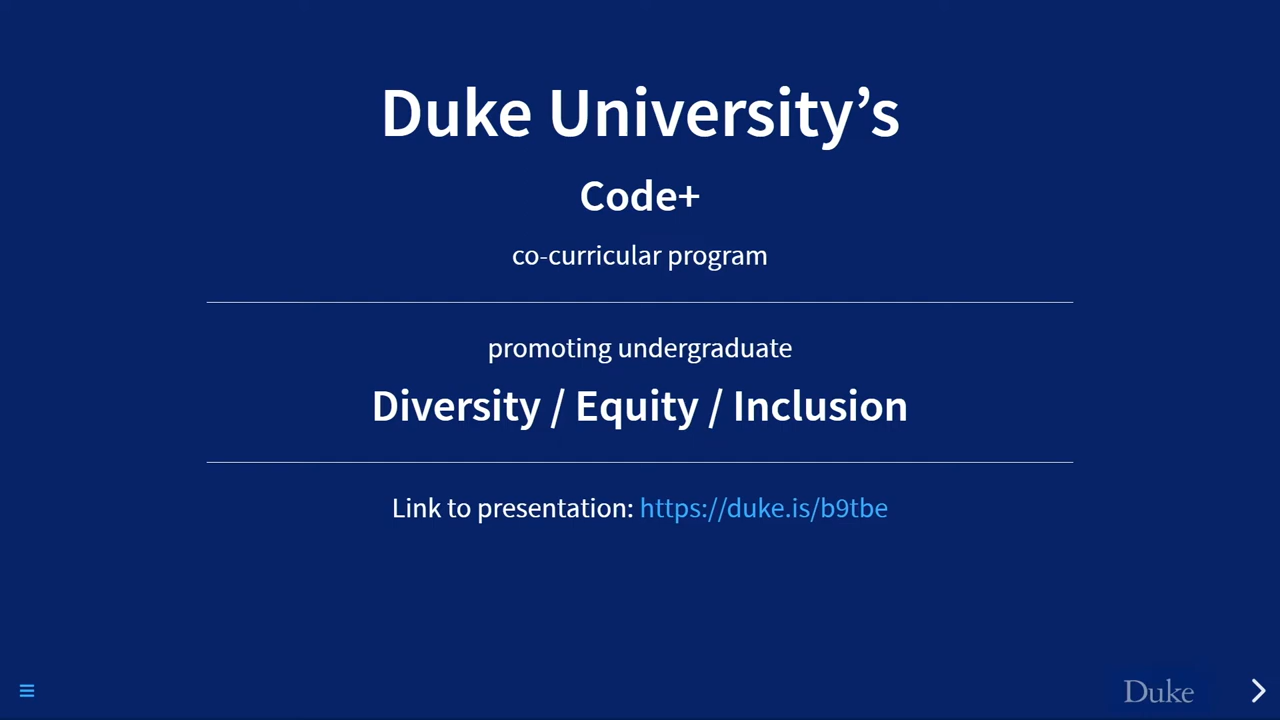 Duke University’s
Code+
co-curricular program
promoting undergraduate
Diversity / Equity / Inclusion
Link to presentation: https://duke.is/b9tbe
Duke